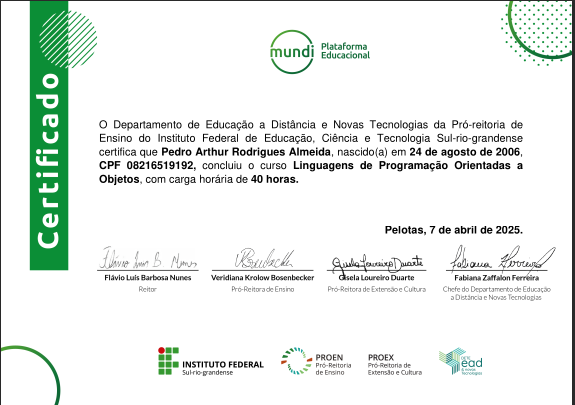 Certificado
mundi Plataforma
Educacional
O Departamento de Educação a Distância e Novas Tecnologias da Pró-reitoria de
Ensino do Instituto Federal de Educação, Ciência e Tecnologia Sul-rio-grandense
certifica que Pedro Arthur Rodrigues Almeida, nascido(a) em 24 de agosto de 2006,
CPF 08216519192, concluiu o curso Linguagens de Programação Orientadas a
Objetos, com carga horária de 40 horas.
Pelotas, 7 de abril de 2025.
Flávio Luis Barbosa Nunes
Reitor
Veridiana Krolow Bosenbecker
Pró-Reitoria de Ensino
Gisela Loureiro Duarte
Pró-Reitoria de Extensão e Cultura
Fabiana Zaffalon Ferreira
Chefe do Departamento de Educação
a Distância e Novas Tecnologias
INSTITUTO FEDERAL
Sul-rio-grandense
PROEN
Pró-Reitoria
de Ensino
PROEX
Pró-Reitoria de
Extensão e Cultura
ead
& novas
Tecnologias